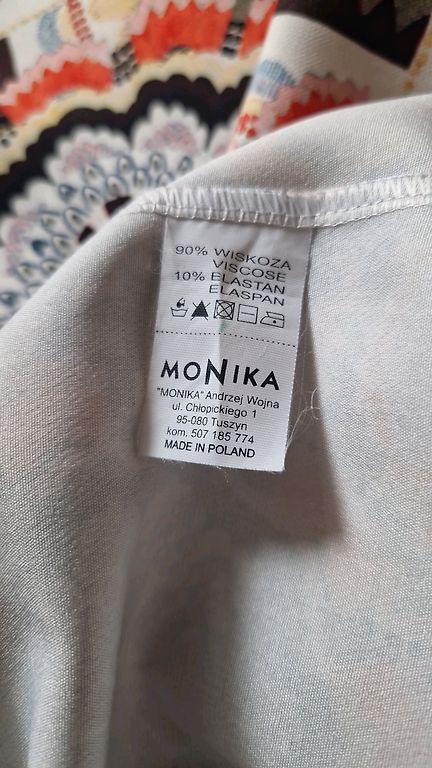 90% WISKOZA
VISCOSE
10% ELASTAN
ELASPAN
MONIKA
"MONIKA" Andrzej Wojna
ul. Chłopickiego 1
95-080 Tuszyn
kom. 507 185 774
MADE IN POLAND